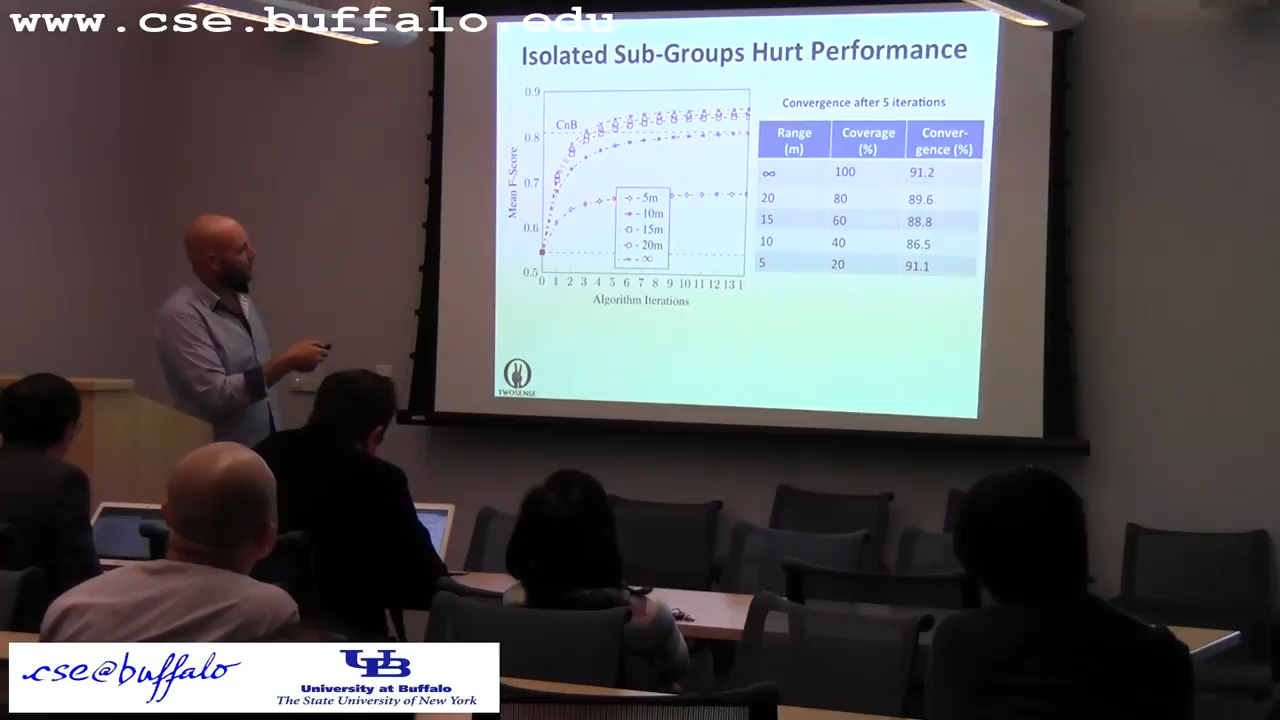 www.cse.buffalo.edu
Isolated Sub-Groups Hurt Performance
Convergence after 5 iterations
Range (m) Coverage (%) Conver-gence (%)
∞ 100 91.2
20 80 89.6
15 60 88.8
10 40 86.5
5 20 91.1
Mean F-Score
0.9
0.8
0.7
0.6
0.5
CnB
- 5m
- 10m
- 15m
- 20m
- ∞
0 1 2 3 4 5 6 7 8 9 10 11 12 13 1
Algorithm Iterations
TWOSENSE
cse@buffalo
UB
University at Buffalo
The State University of New York